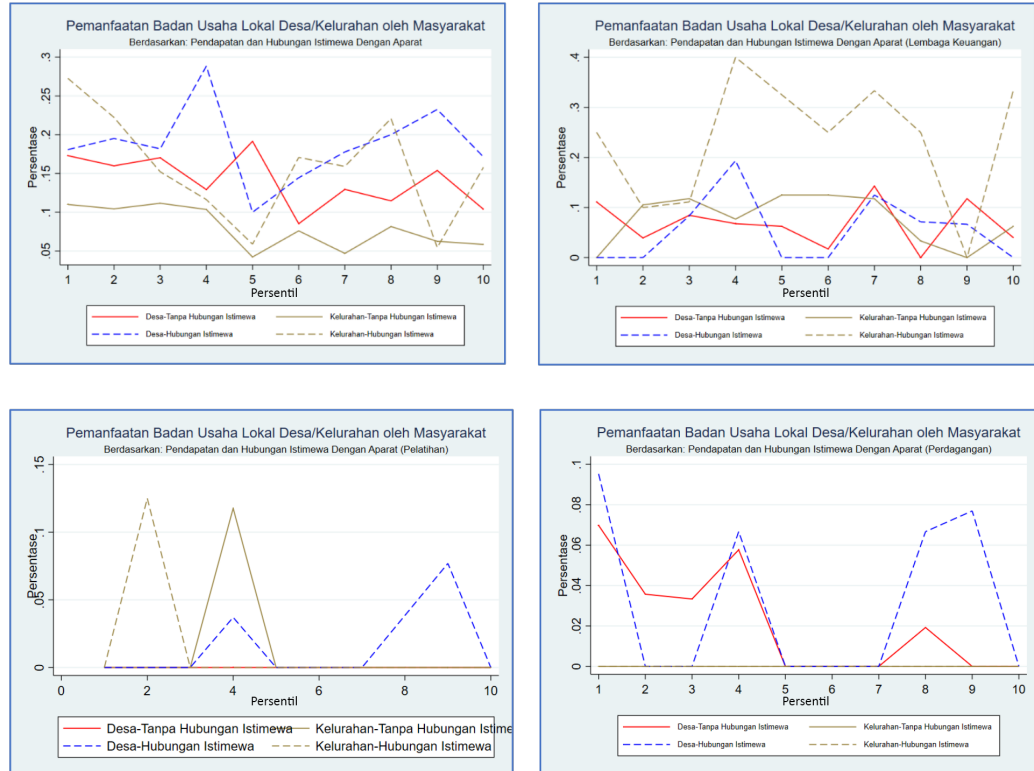 Pemanfaatan Badan Usaha Lokal Desa/Kelurahan oleh Masyarakat
Berdasarkan: Pendapatan dan Hubungan Istimewa Dengan Aparat
Persentase
.3
.25
.2
.15
.1
.05
1 2 3 4 5 6 7 8 9 10
Persentil
Desa-Tanpa Hubungan Istimewa Kelurahan-Tanpa Hubungan Istimewa
Desa-Hubungan Istimewa Kelurahan-Hubungan Istimewa
Pemanfaatan Badan Usaha Lokal Desa/Kelurahan oleh Masyarakat
Berdasarkan: Pendapatan dan Hubungan Istimewa Dengan Aparat (Lembaga Keuangan)
Persentase
.4
.3
.2
.1
0
1 2 3 4 5 6 7 8 9 10
Persentil
Desa-Tanpa Hubungan Istimewa Kelurahan-Tanpa Hubungan Istimewa
Desa-Hubungan Istimewa Kelurahan-Hubungan Istimewa
Pemanfaatan Badan Usaha Lokal Desa/Kelurahan oleh Masyarakat
Berdasarkan: Pendapatan dan Hubungan Istimewa Dengan Aparat (Pelatihan)
Persentase
.15
.1
.05
0
0 2 4 6 8 10
Persentil
Desa-Tanpa Hubungan Istimewa Kelurahan-Tanpa Hubungan Istime
Desa-Hubungan Istimewa Kelurahan-Hubungan Istimewa
Pemanfaatan Badan Usaha Lokal Desa/Kelurahan oleh Masyarakat
Berdasarkan: Pendapatan dan Hubungan Istimewa Dengan Aparat (Perdagangan)
Persentase
.1
.08
.06
.04
.02
0
1 2 3 4 5 6 7 8 9 10
Persentil
Desa-Tanpa Hubungan Istimewa Kelurahan-Tanpa Hubungan Istimewa
Desa-Hubungan Istimewa Kelurahan-Hubungan Istimewa